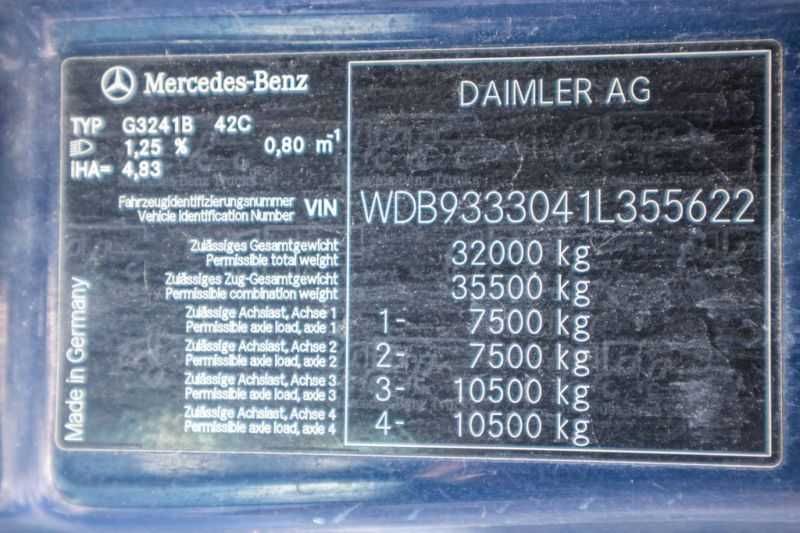 Mercedes-Benz
DAIMLER AG
TYP G3241B 42C
1,25 % 0,80 m⁻¹
IHA= 4,83
Fahrzeugidentifizierungsnummer
Vehicle Identification Number VIN WDB9333041L355622
Zulässiges Gesamtgewicht
Permissible total weight 32000 kg
Zulässiges Zug-Gesamtgewicht
Permissible combination weight 35500 kg
Zulässige Achslast, Achse 1
Permissible axle load, axle 1 1- 7500 kg
Zulässige Achslast, Achse 2
Permissible axle load, axle 2 2- 7500 kg
Zulässige Achslast, Achse 3
Permissible axle load, axle 3 3- 10500 kg
Zulässige Achslast, Achse 4
Permissible axle load, axle 4 4- 10500 kg
Made in Germany